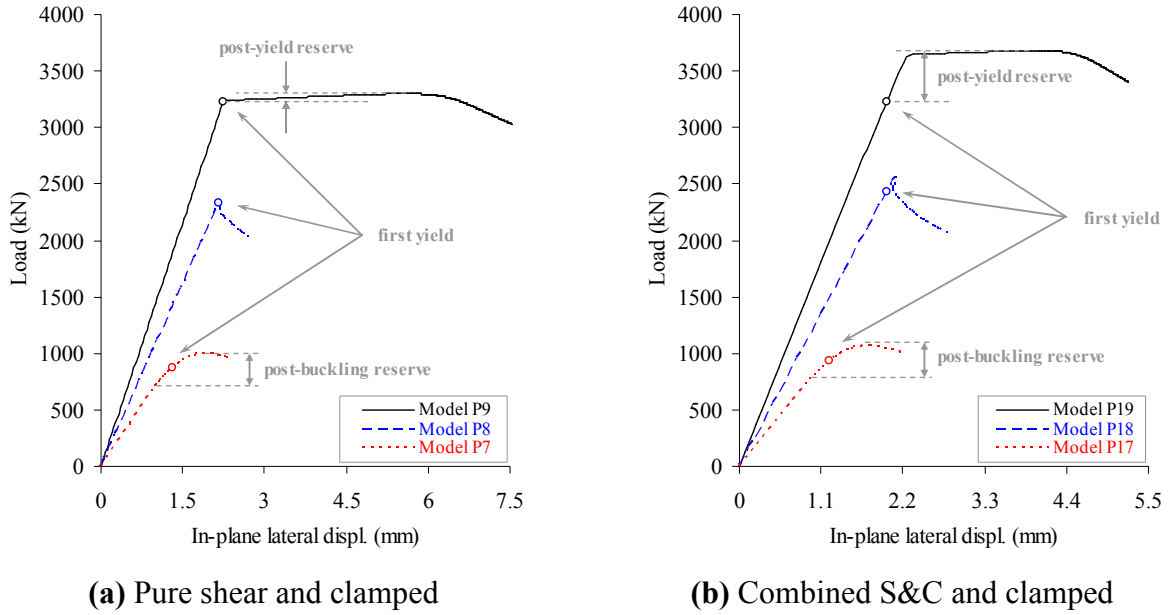 4000
3500
3000
2500
2000
1500
1000
500
0
Load (kN)
post-yield reserve
first yield
post-buckling reserve
Model P9
Model P8
Model P7
0 1.5 3 4.5 6 7.5
In-plane lateral displ. (mm)
(a) Pure shear and clamped
4000
3500
3000
2500
2000
1500
1000
500
0
Load (kN)
post-yield reserve
first yield
post-buckling reserve
Model P19
Model P18
Model P17
0 1.1 2.2 3.3 4.4 5.5
In-plane lateral displ. (mm)
(b) Combined S&C and clamped